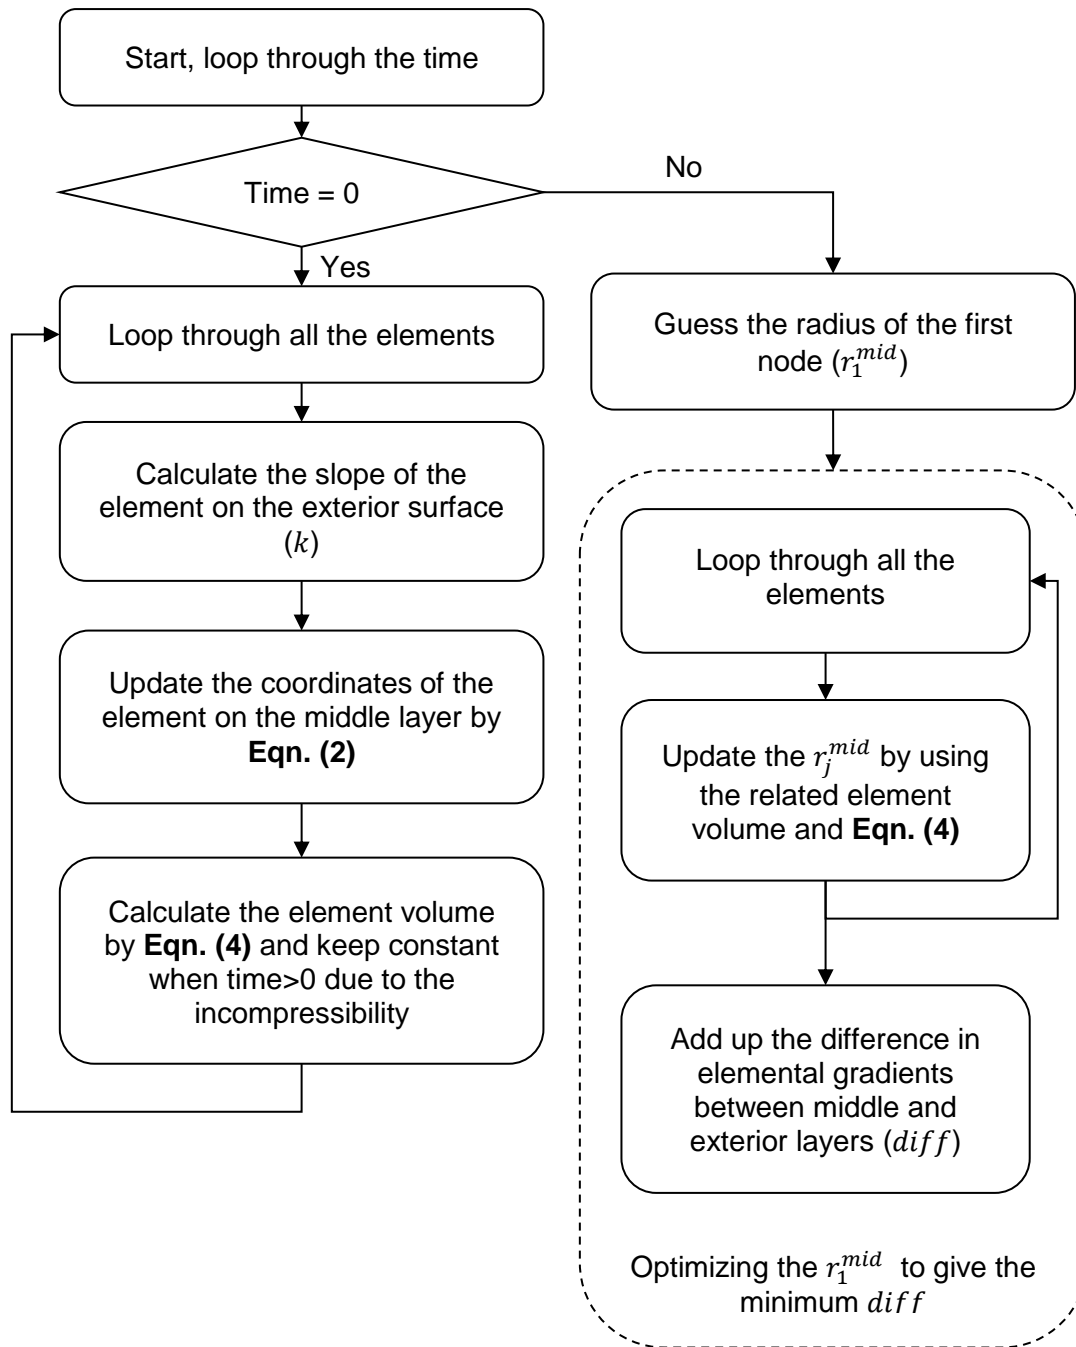 Start, loop through the time
Time = 0
No
Yes
Loop through all the elements
Calculate the slope of the
element on the exterior surface
(k)
Update the coordinates of the
element on the middle layer by
Eqn. (2)
Calculate the element volume
by Eqn. (4) and keep constant
when time>0 due to the
incompressibility
Guess the radius of the first
node (r_1^{mid})
Loop through all the
elements
Update the r_j^{mid} by using
the related element
volume and Eqn. (4)
Add up the difference in
elemental gradients
between middle and
exterior layers (diff)
Optimizing the r_1^{mid} to give the
minimum diff